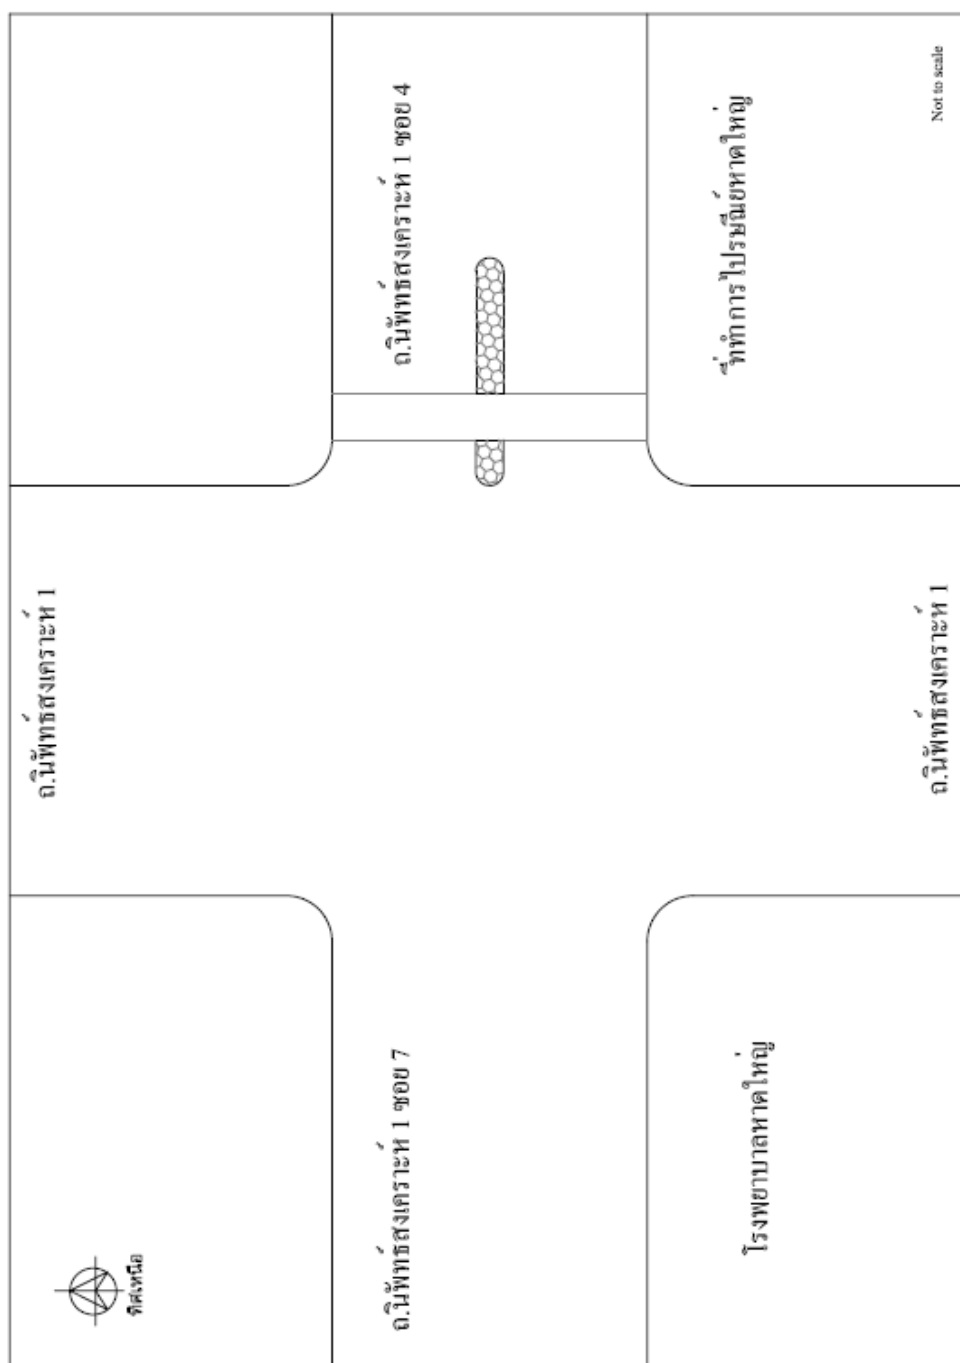 ถ.นิพัทธ์สงเคราะห์ 1
ถ.นิพัทธ์สงเคราะห์ 1 ซอย 7
ถ.นิพัทธ์สงเคราะห์ 1 ซอย 4
ทิศเหนือ
โรงพยาบาลหาดใหญ่
ที่ทำการไปรษณีย์หาดใหญ่
ถ.นิพัทธ์สงเคราะห์ 1
Not to scale